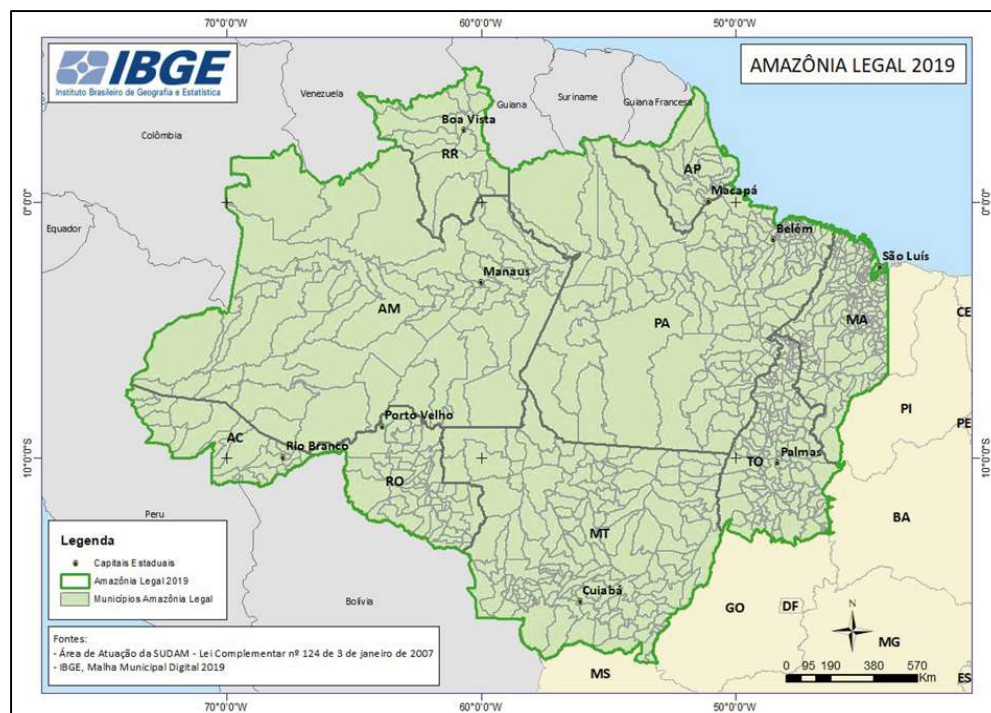 70°0'0"W 60°0'0"W 50°0'0"W
IBGE
Instituto Brasileiro de Geografia e Estatística
AMAZÔNIA LEGAL 2019
Venezuela
Guiana
Suriname
Guiana Francesa
Colômbia
Boa Vista
RR
AP
Macapá
0°0'0"
0°0'0"
Equador
Belém
São Luís
Manaus
AM
PA
MA
CE
PI
PE
Porto Velho
AC
Rio Branco
TO
Palmas
10°0'0"S
10°0'0"S
RO
Peru
MT
BA
Legenda
Capitais Estaduais
Amazônia Legal 2019
Municípios Amazônia Legal
Cuiabá
Bolívia
GO
DF
N
MG
Fontes:
- Área de Atuação da SUDAM - Lei Complementar nº 124 de 3 de janeiro de 2007
- IBGE, Malha Municipal Digital 2019
MS
0 95 190 380 570
Km
ES
70°0'0"W 60°0'0"W 50°0'0"W